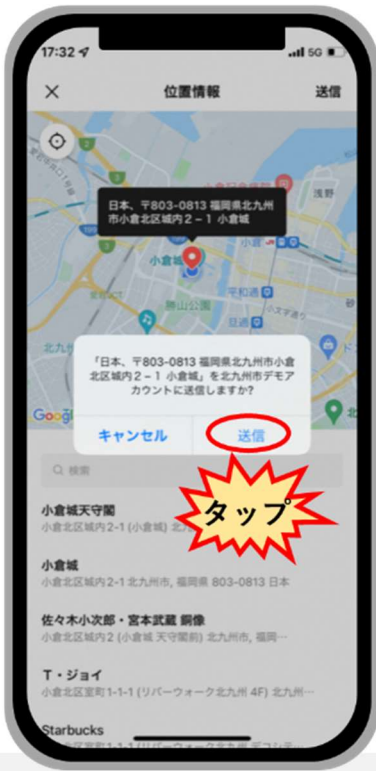 17:32
5G
位置情報
送信
浅野
日本、〒803-0813 福岡県北九州
市小倉北区城内2－1 小倉城
小倉
小倉城
平和通
勝山公園
旦過
「日本、〒803-0813 福岡県北九州市小倉
北区城内2－1 小倉城」を北九州市デモア
カウントに送信しますか?
キャンセル
送信
検索
タップ
小倉城天守閣
小倉北区城内2-1 (小倉城)
小倉城
小倉北区城内2-1 北九州市, 福岡県 803-0813 日本
佐々木小次郎・宮本武蔵 銅像
小倉北区城内2 (小倉城 天守閣前) 北九州市, 福岡…
T・ジョイ
小倉北区室町1-1-1 (リバーウォーク北九州 4F) 北九州…
Starbucks